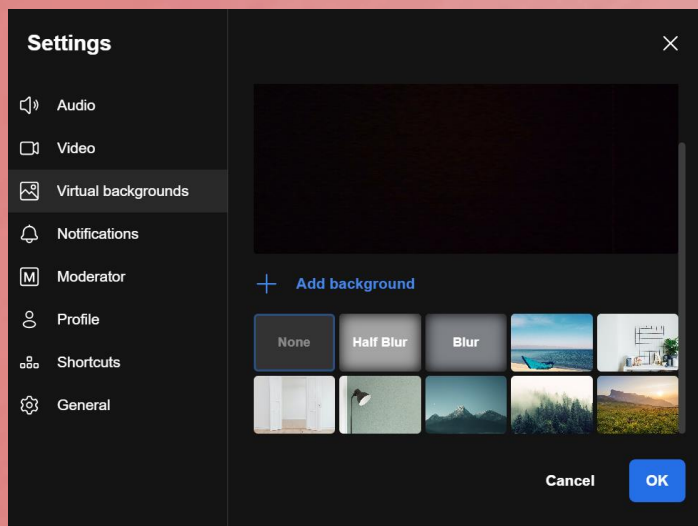 Settings
Audio
Video
Virtual backgrounds
Notifications
M Moderator
Profile
Shortcuts
General
Add background
None
Half Blur
Blur
Cancel
OK